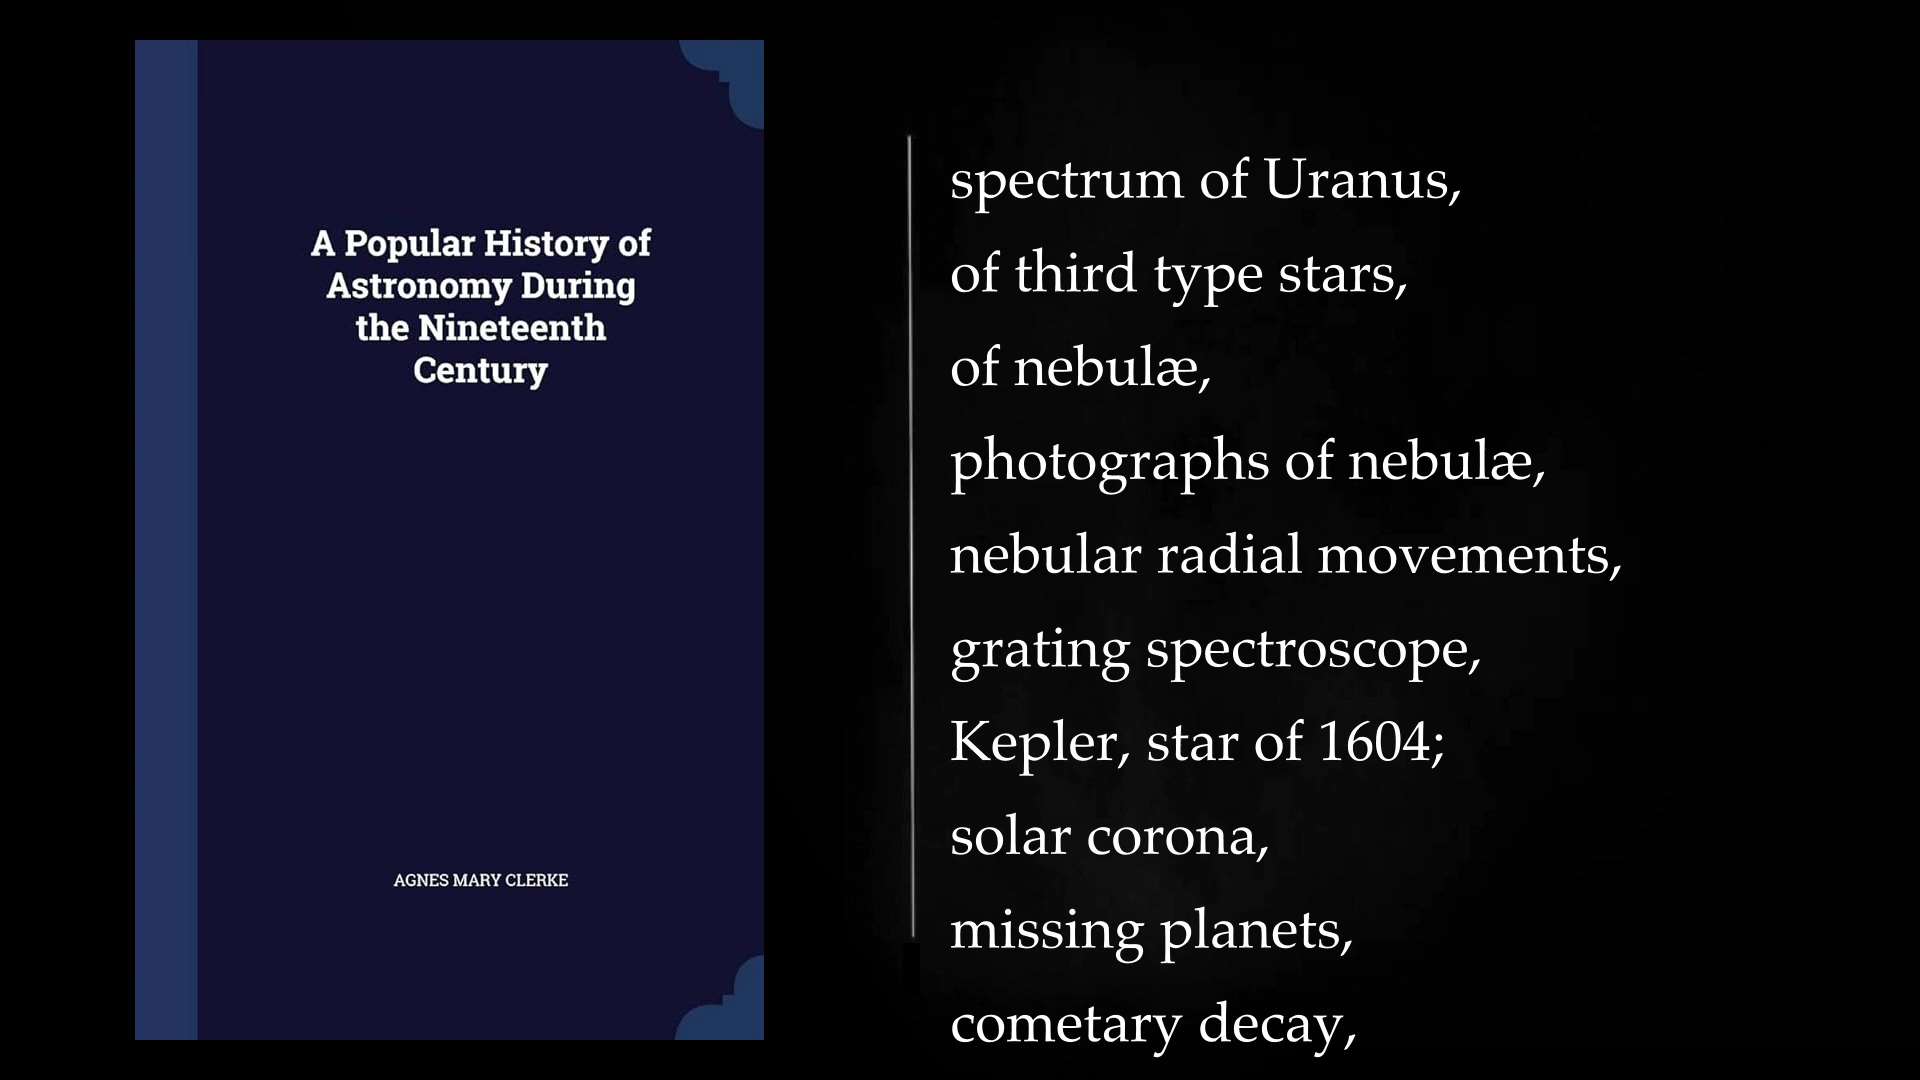 A Popular History of
Astronomy During
the Nineteenth
Century
AGNES MARY CLERKE
spectrum of Uranus,
of third type stars,
of nebulæ,
photographs of nebulæ,
nebular radial movements,
grating spectroscope,
Kepler, star of 1604;
solar corona,
missing planets,
cometary decay,